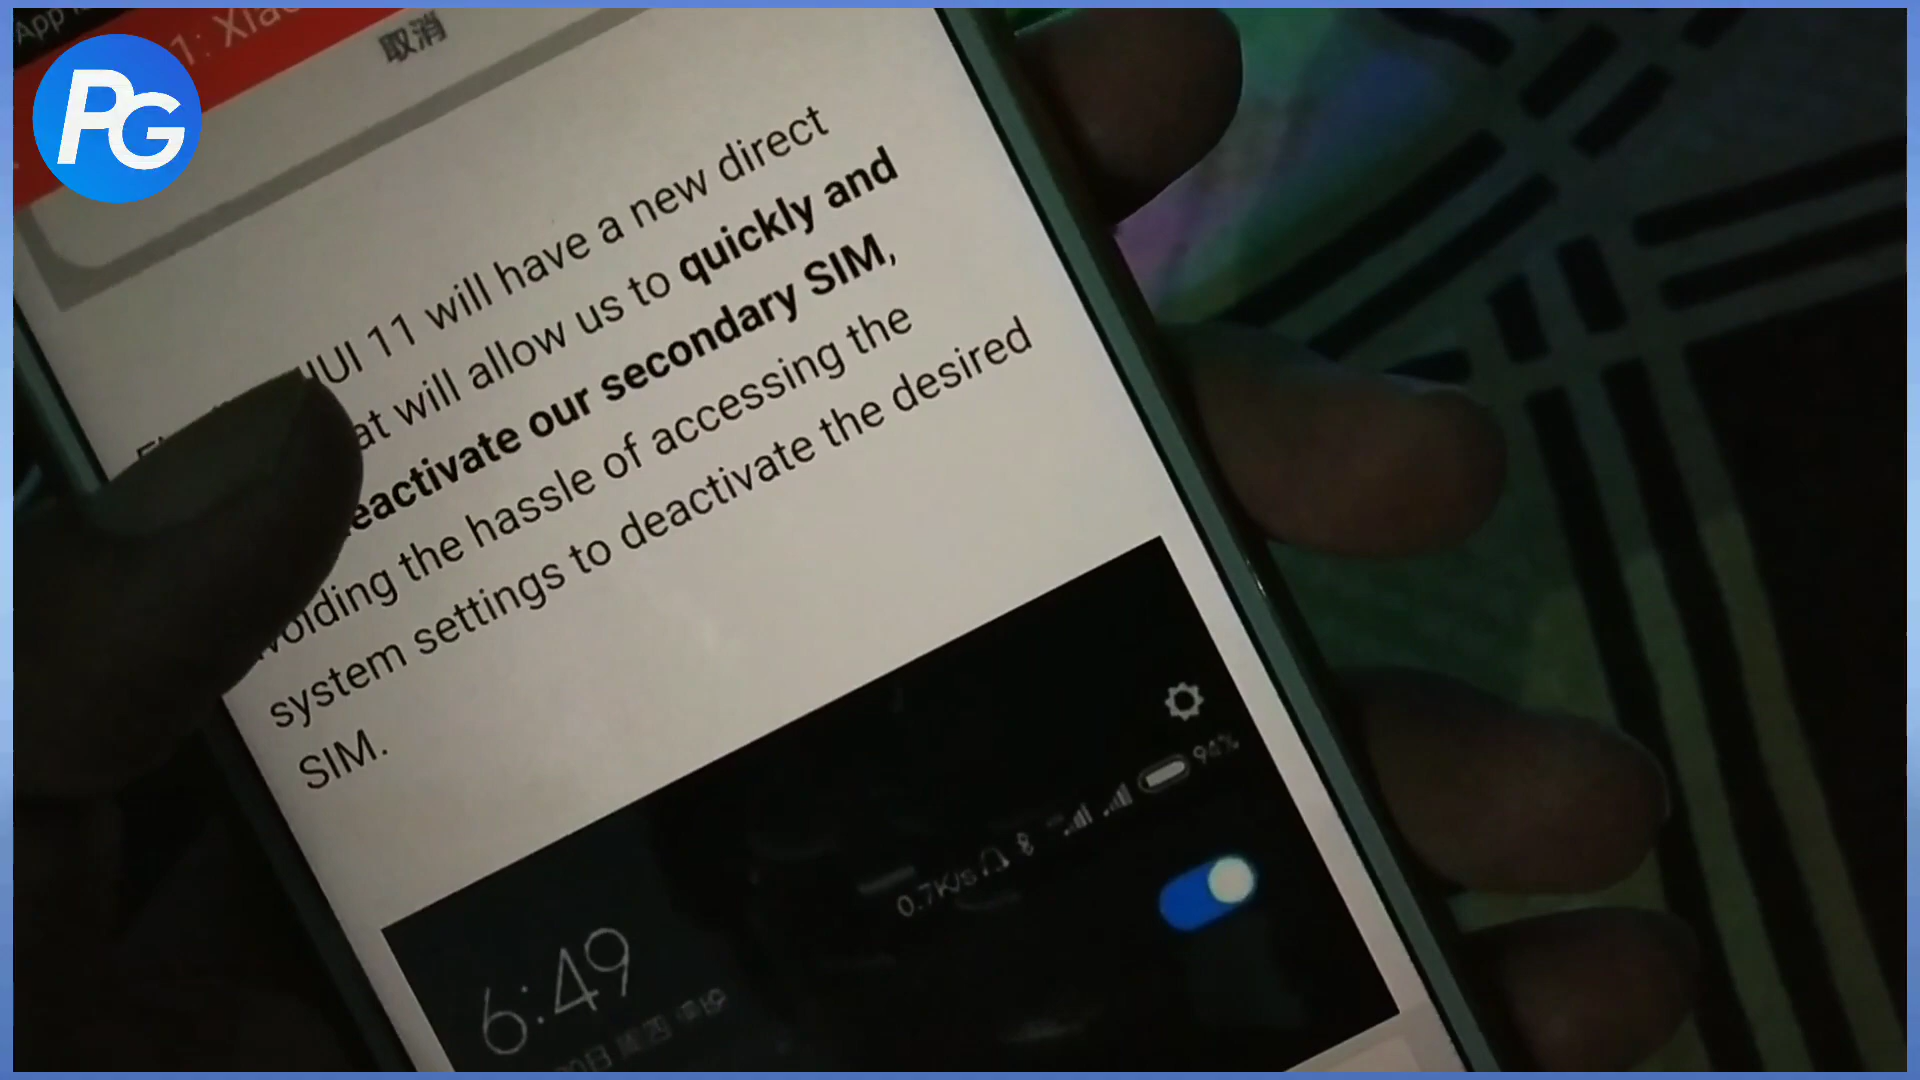 App
1: Xiao
PG
取消
UI 11 will have a new direct
at will allow us to quickly and
eactivate our secondary SIM,
voiding the hassle of accessing the
system settings to deactivate the desired
SIM.
0.7K/s 94%
6:49